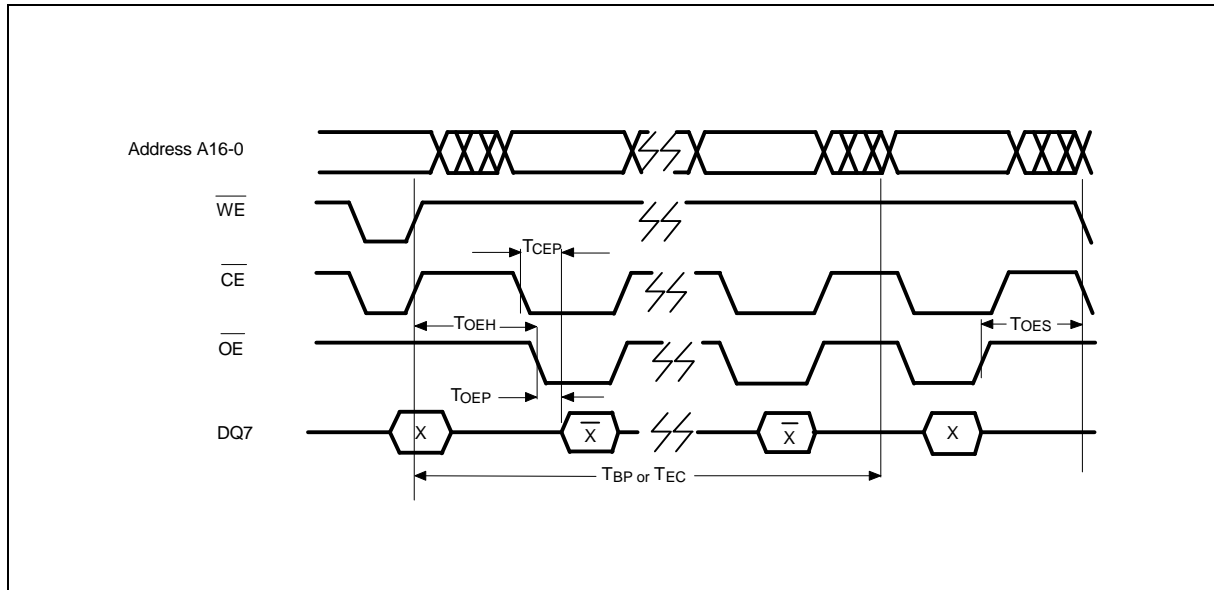 Address A16-0
WE
TCEP
CE
TOEH
TOES
OE
TOEP
DQ7
X
X
X
X
TBP or TEC